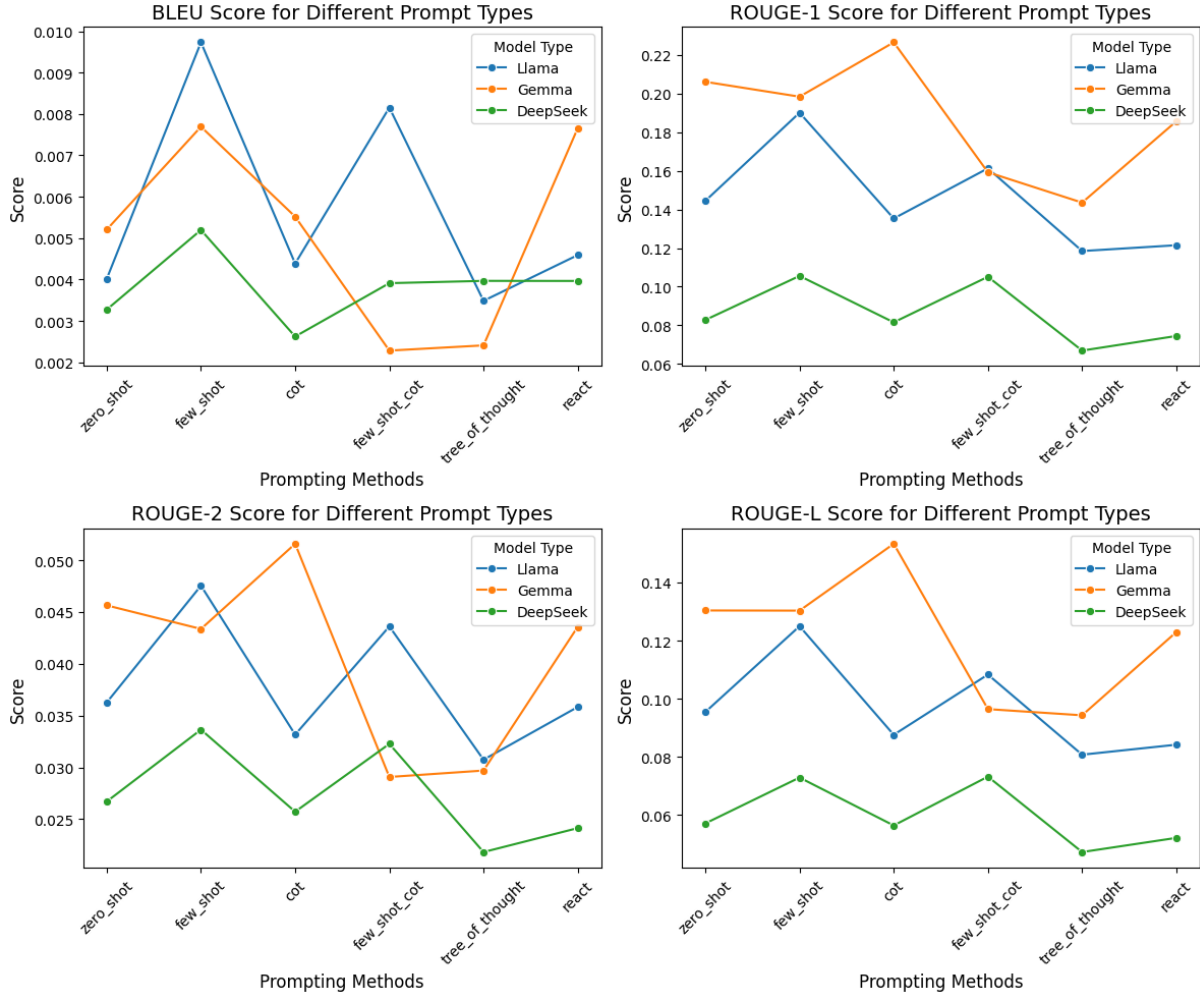 BLEU Score for Different Prompt Types
Model Type
Llama
Gemma
DeepSeek
0.010
0.009
0.008
0.007
0.006
0.005
0.004
0.003
0.002
Score
zero_shot
few_shot
cot
few_shot_cot
tree_of_thought
react
Prompting Methods
ROUGE-1 Score for Different Prompt Types
Model Type
Llama
Gemma
DeepSeek
0.22
0.20
0.18
0.16
0.14
0.12
0.10
0.08
0.06
Score
zero_shot
few_shot
cot
few_shot_cot
tree_of_thought
react
Prompting Methods
ROUGE-2 Score for Different Prompt Types
Model Type
Llama
Gemma
DeepSeek
0.050
0.045
0.040
0.035
0.030
0.025
Score
zero_shot
few_shot
cot
few_shot_cot
tree_of_thought
react
Prompting Methods
ROUGE-L Score for Different Prompt Types
Model Type
Llama
Gemma
DeepSeek
0.14
0.12
0.10
0.08
0.06
Score
zero_shot
few_shot
cot
few_shot_cot
tree_of_thought
react
Prompting Methods